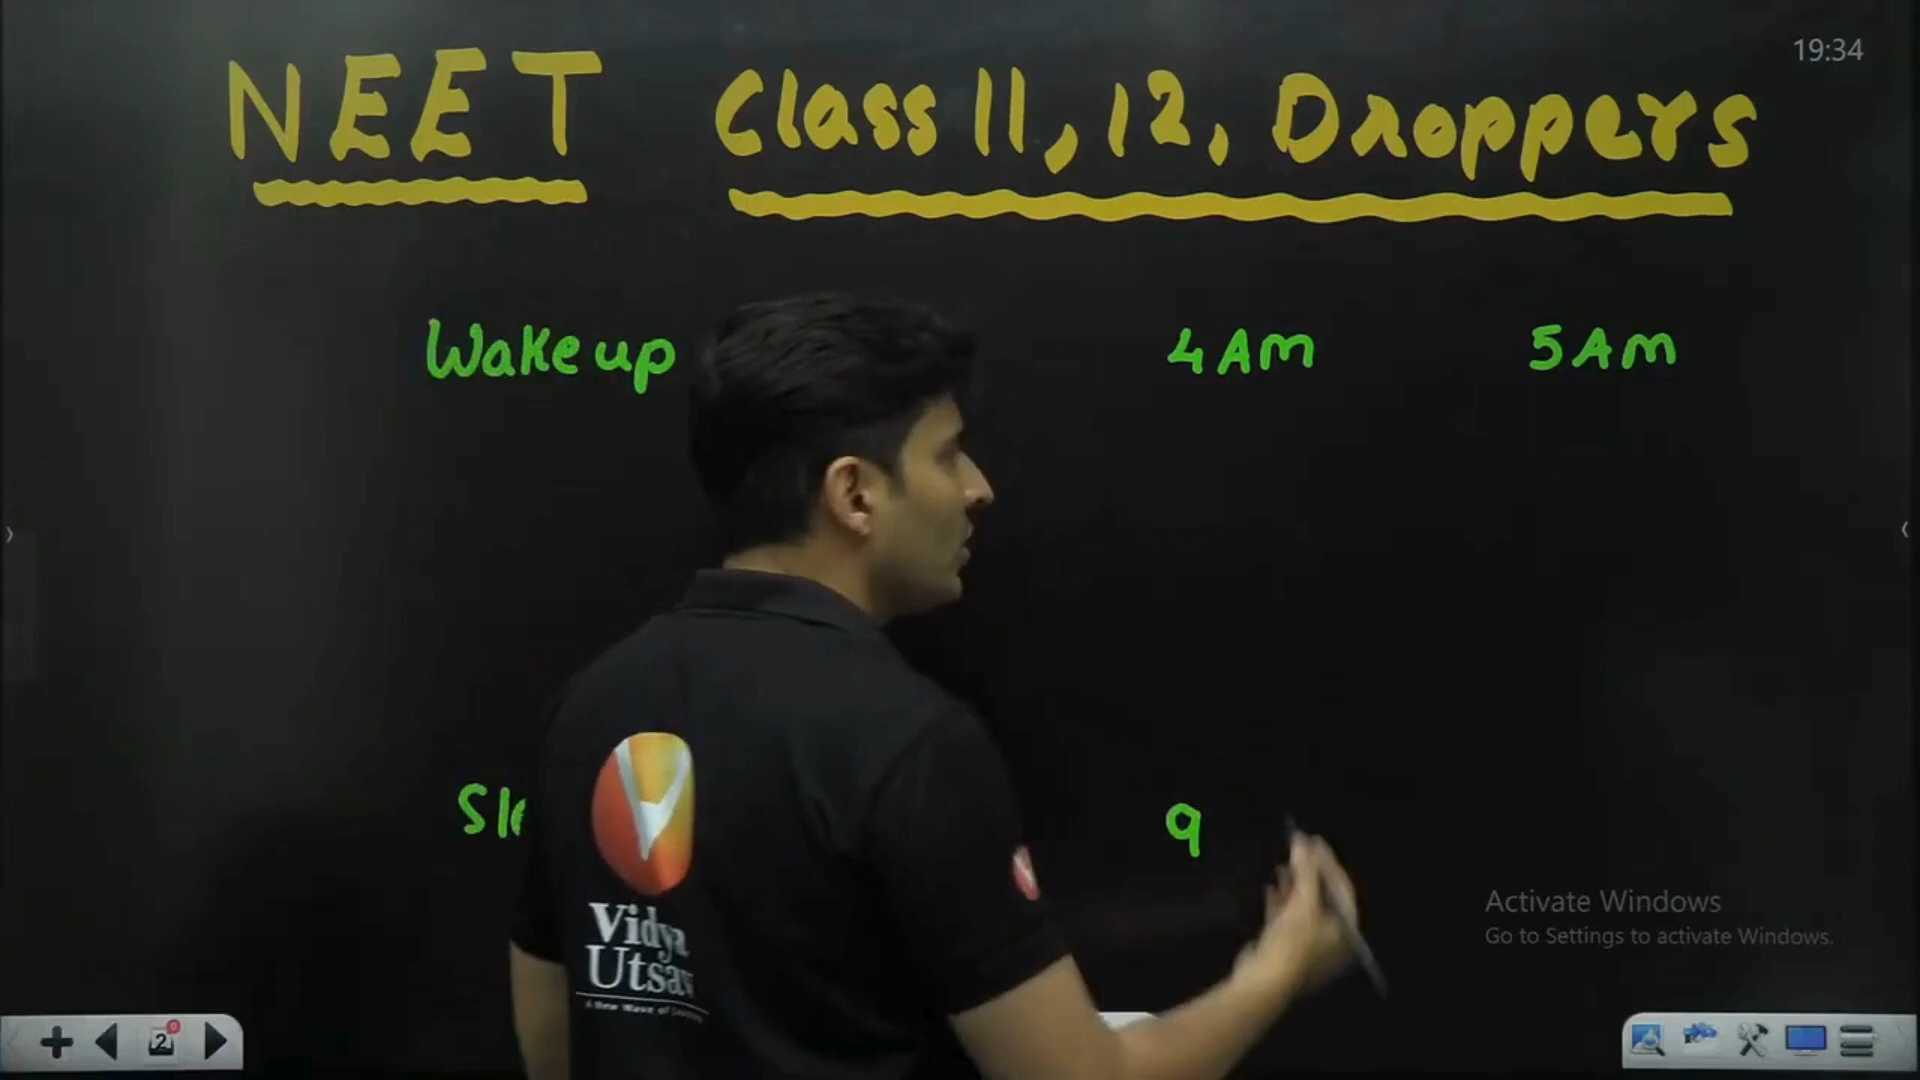 19:34
NEET Class 11, 12, Droppers
Wake up 4 AM 5 AM
9
Activate Windows
Go to Settings to activate Windows.
Vidya
Utsav
2